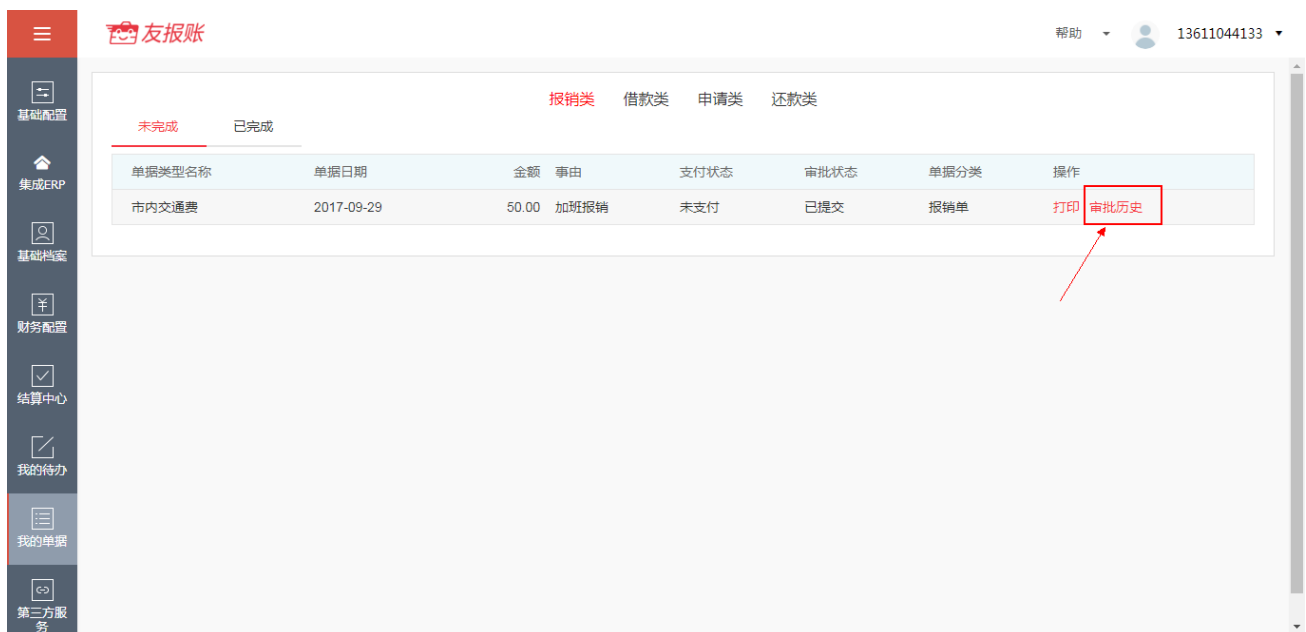 友报账
帮助
13611044133
基础配置
集成ERP
基础档案
财务配置
结算中心
我的待办
我的单据
第三方服
务
报销类 借款类 申请类 还款类
未完成 已完成
单据类型名称 单据日期 金额 事由 支付状态 审批状态 单据分类 操作
市内交通费 2017-09-29 50.00 加班报销 未支付 已提交 报销单 打印 审批历史